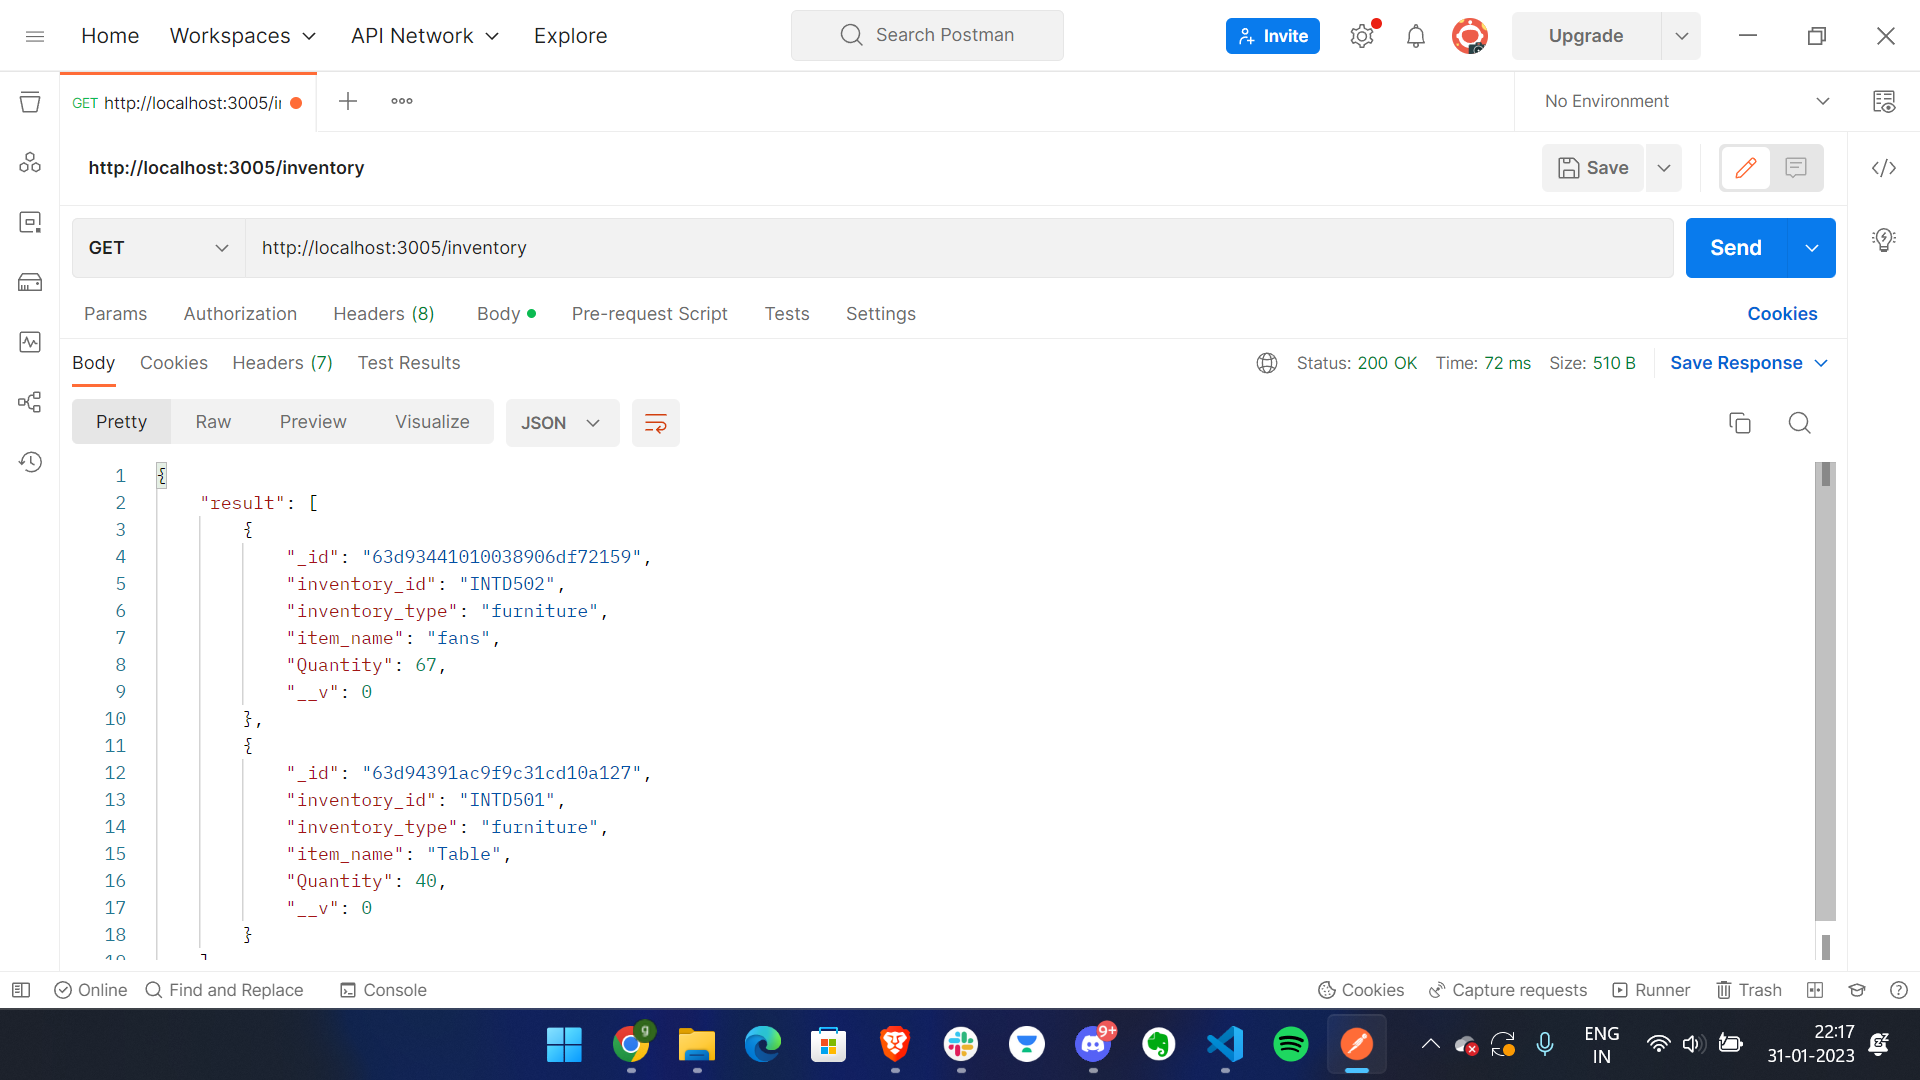 Home Workspaces API Network Explore Search Postman Invite Upgrade
GET http://localhost:3005/i No Environment
http://localhost:3005/inventory Save
GET http://localhost:3005/inventory Send
Params Authorization Headers (8) Body Pre-request Script Tests Settings Cookies
Body Cookies Headers (7) Test Results Status: 200 OK Time: 72 ms Size: 510 B Save Response
Pretty Raw Preview Visualize JSON
1 {
2 "result": [
3 {
4 "_id": "63d93441010038906df72159",
5 "inventory_id": "INTD502",
6 "inventory_type": "furniture",
7 "item_name": "fans",
8 "Quantity": 67,
9 "__v": 0
10 },
11 {
12 "_id": "63d94391ac9f9c31cd10a127",
13 "inventory_id": "INTD501",
14 "inventory_type": "furniture",
15 "item_name": "Table",
16 "Quantity": 40,
17 "__v": 0
18 }
Online Find and Replace Console Cookies Capture requests Runner Trash
g 9+ ENG 22:17
IN 31-01-2023